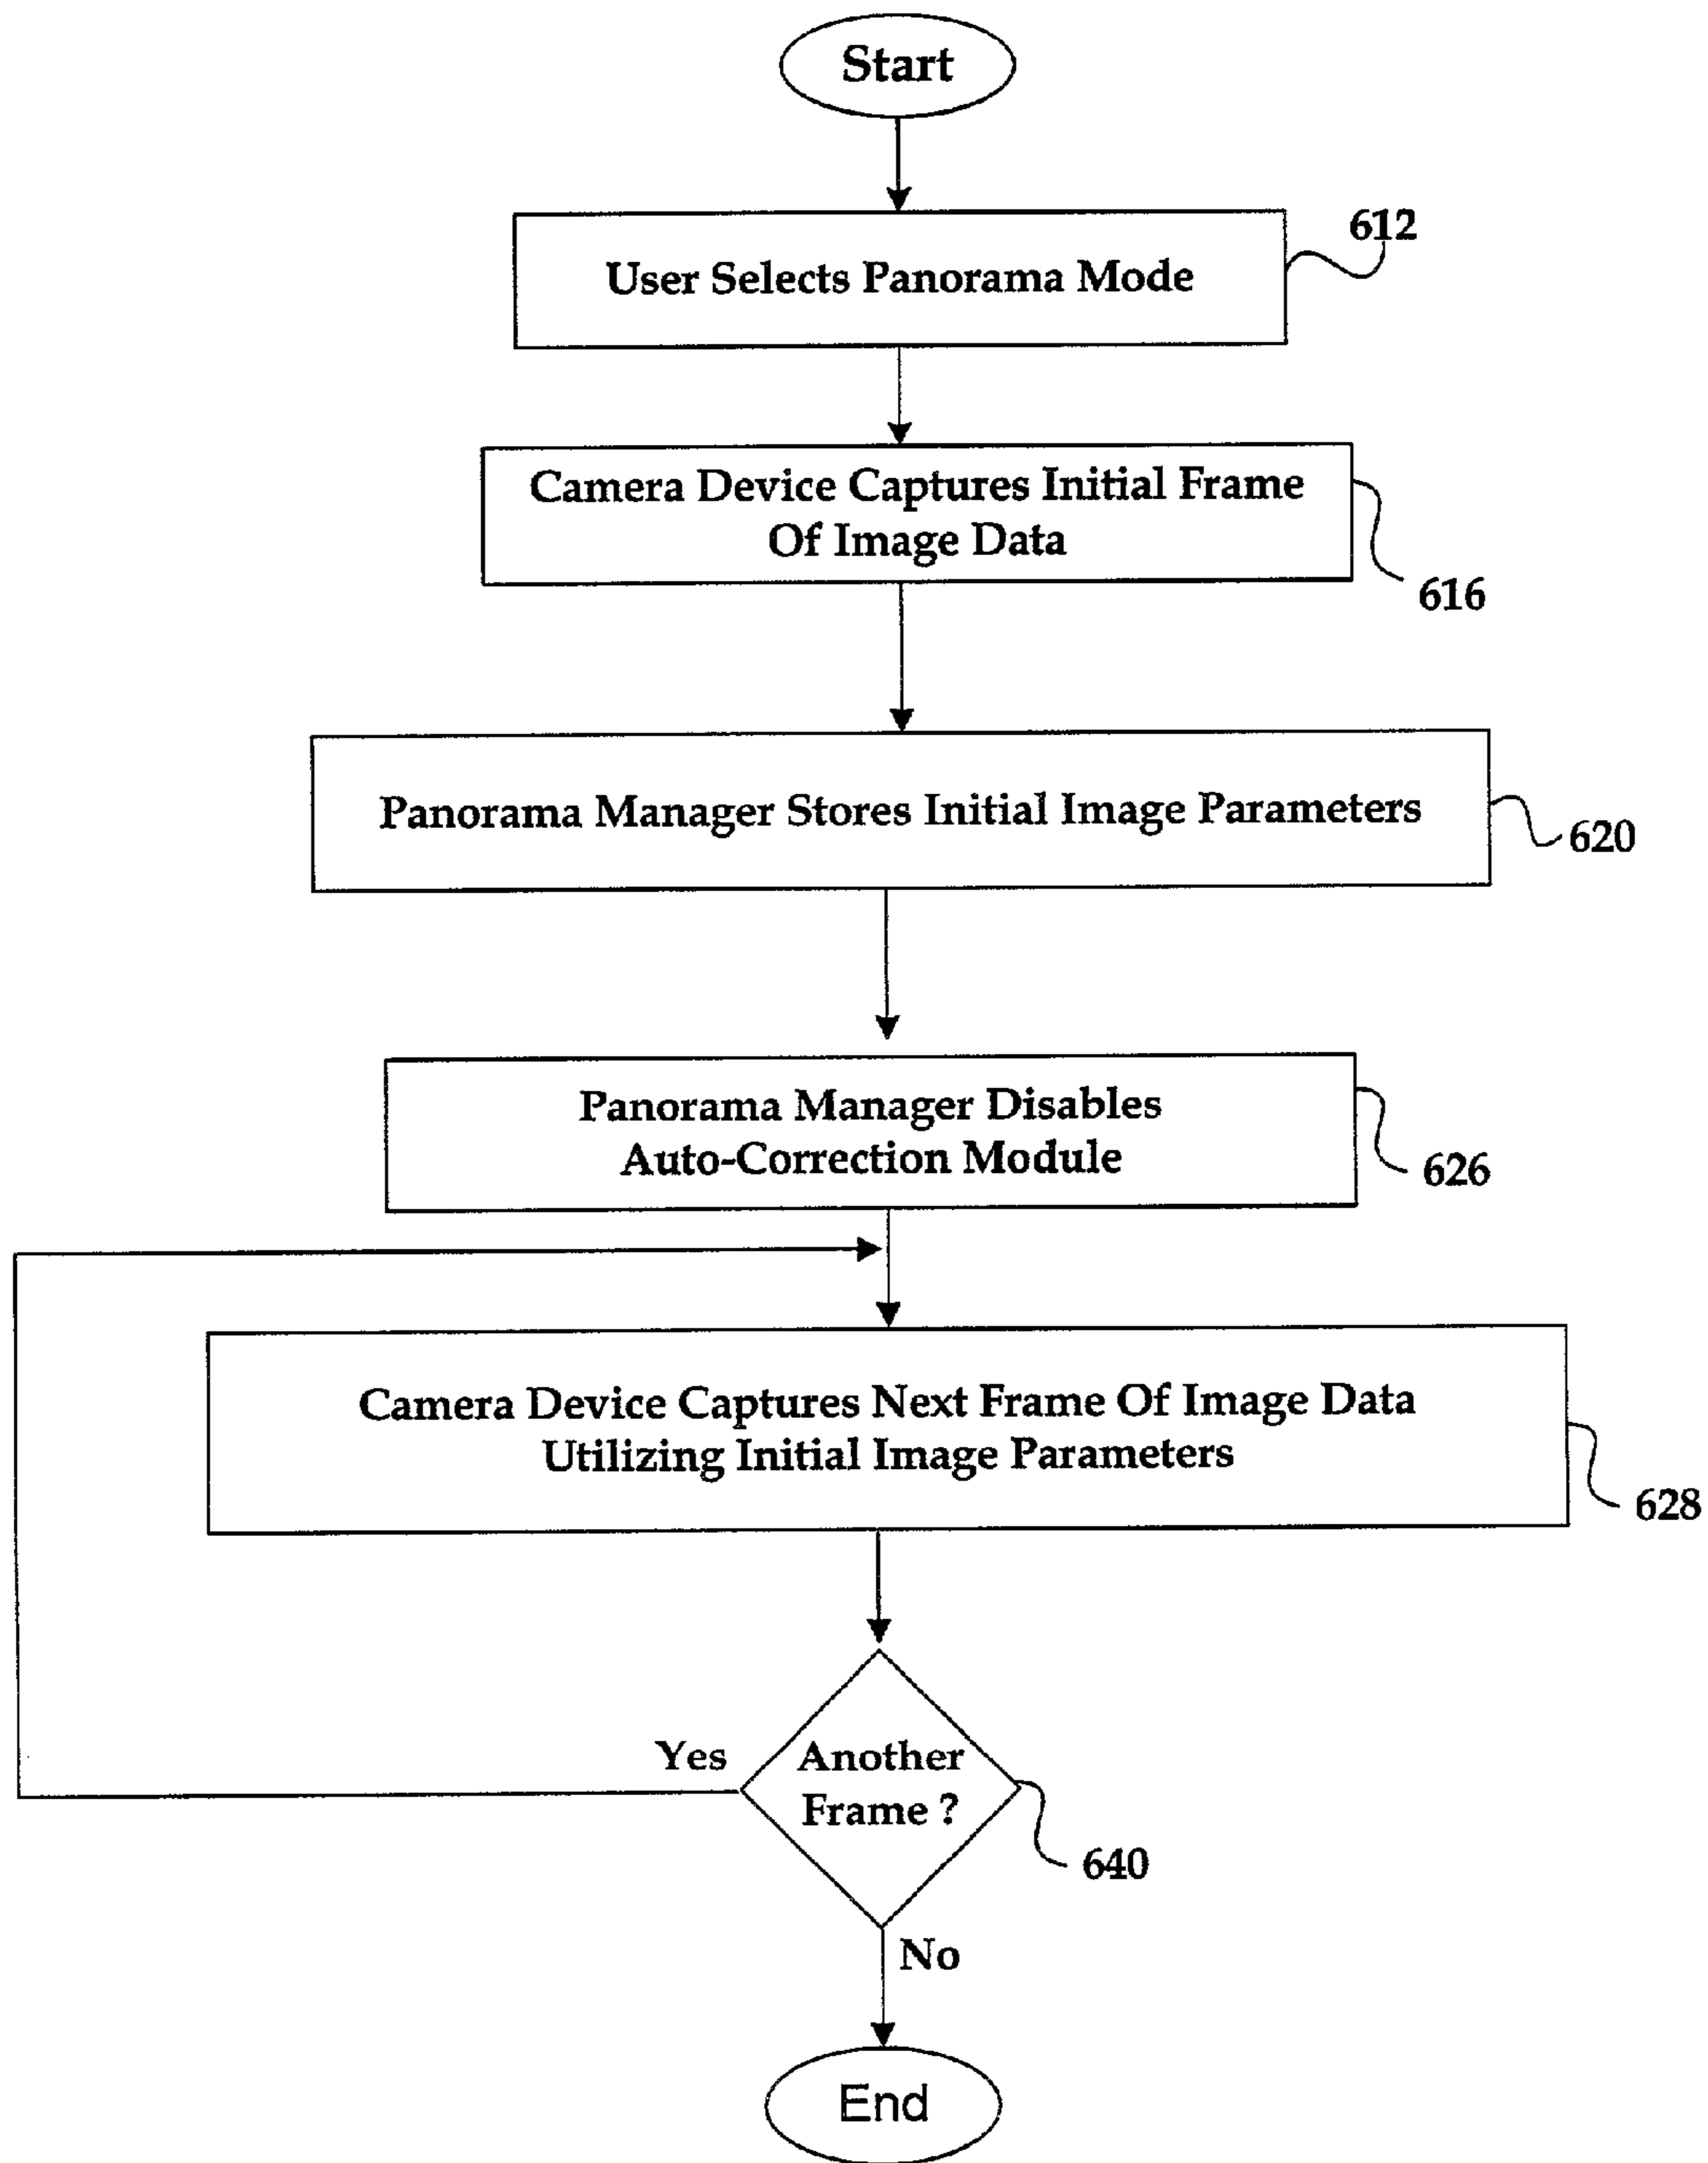 Start
User Selects Panorama Mode
612
Camera Device Captures Initial Frame
Of Image Data
616
Panorama Manager Stores Initial Image Parameters
620
Panorama Manager Disables
Auto-Correction Module
626
Camera Device Captures Next Frame Of Image Data
Utilizing Initial Image Parameters
628
Yes
Another
Frame ?
640
No
End